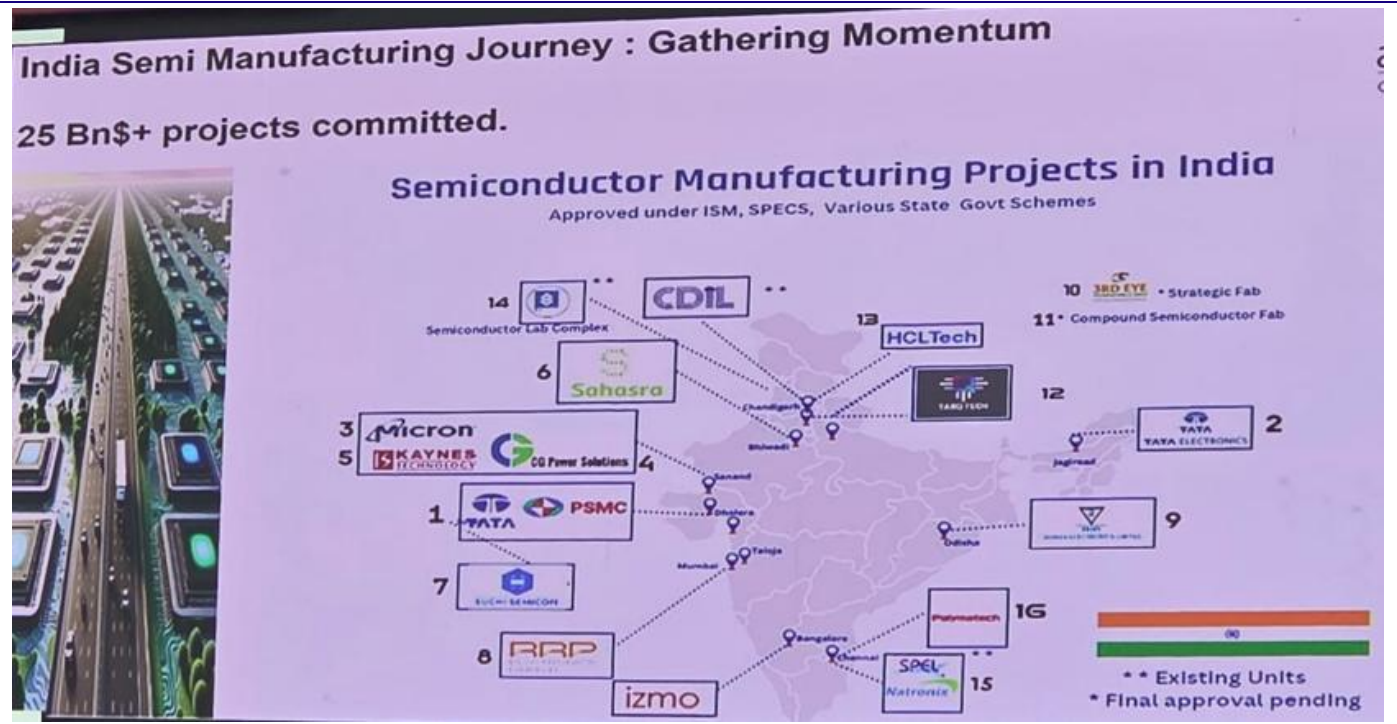 India Semi Manufacturing Journey : Gathering Momentum
25 Bn$+ projects committed.
Semiconductor Manufacturing Projects in India
Approved under ISM, SPECS, Various State Govt Schemes
14
* *
CDIL
* *
Semiconductor Lab Complex
10 3RD EYE * Strategic Fab
11* Compound Semiconductor Fab
13
HCLTech
6
Sahasra
12
Chandigarh
Bhiwadi
3 Micron
5 KAYNES TECHNOLOGY
CG Power Solutions 4
TATA
TATA ELECTRONICS
2
Jagiroad
Sanand
1
TATA
PSMC
Dholera
9
Odisha
Mumbai
Taloja
7
SUCHI SEMICON
8
RRP
izmo
Bangalore
Chennai
Polymatech
16
SPEL
* *
Natronix
15
* * Existing Units
* Final approval pending